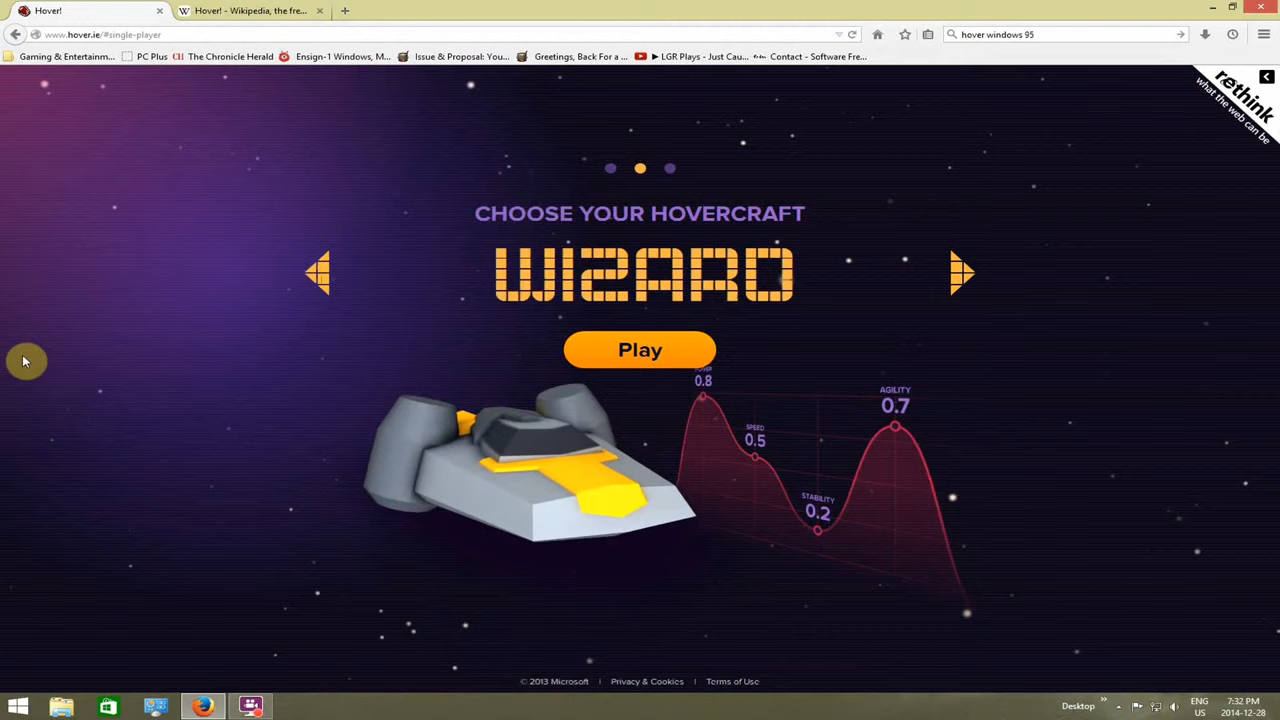 Hover!
Hover! - Wikipedia, the fre...
www.hover.ie/#single-player
hover windows 95
Gaming & Entertainm...
PC Plus
The Chronicle Herald
Ensign-1 Windows, M...
Issue & Proposal: You...
Greetings, Back For a ...
► LGR Plays - Just Cau...
Contact - Software Fre...
rethink
what the web can be
CHOOSE YOUR HOVERCRAFT
WIZARD
Play
POWER
0.8
AGILITY
0.7
SPEED
0.5
STABILITY
0.2
© 2013 Microsoft
Privacy & Cookies
Terms of Use
Desktop
ENG
US
7:32 PM
2014-12-28